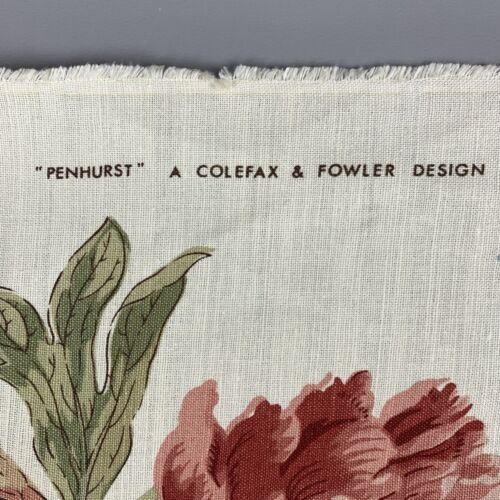 "PENHURST" A COLEFAX & FOWLER DESIGN